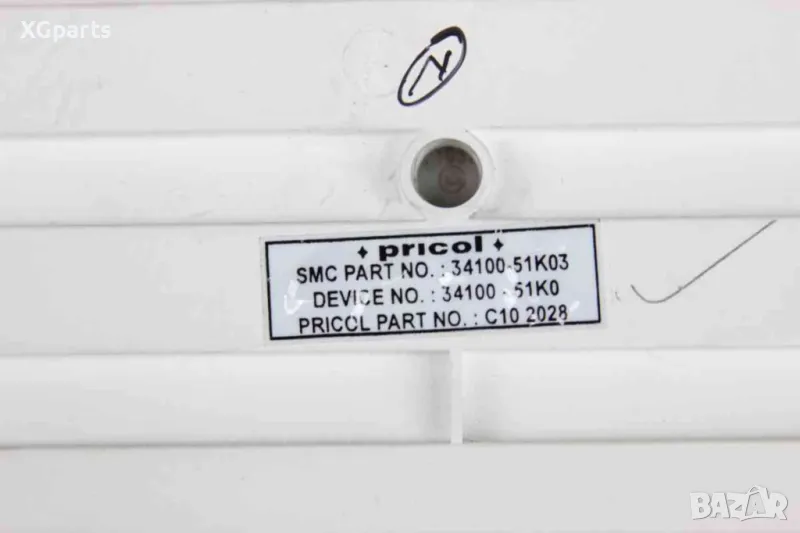 XGparts
R
pricol
SMC PART NO. : 34100-51K03
DEVICE NO. : 34100 - 51K0
PRICOL PART NO. : C10 2028
BAZAR